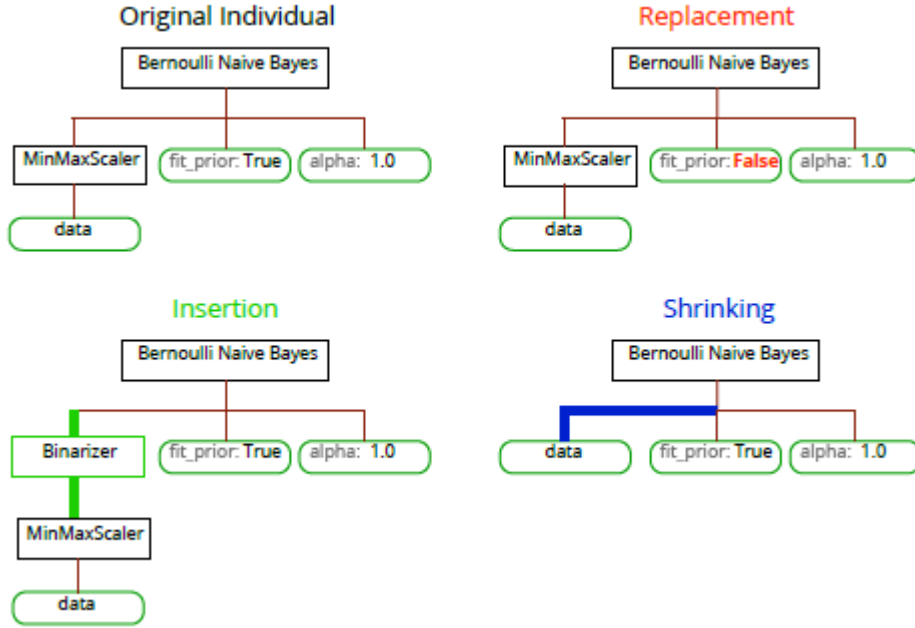 Original Individual
Bernoulli Naive Bayes
MinMaxScaler
fit_prior: True
alpha: 1.0
data
Replacement
Bernoulli Naive Bayes
MinMaxScaler
fit_prior: False
alpha: 1.0
data
Insertion
Bernoulli Naive Bayes
Binarizer
fit_prior: True
alpha: 1.0
MinMaxScaler
data
Shrinking
Bernoulli Naive Bayes
data
fit_prior: True
alpha: 1.0